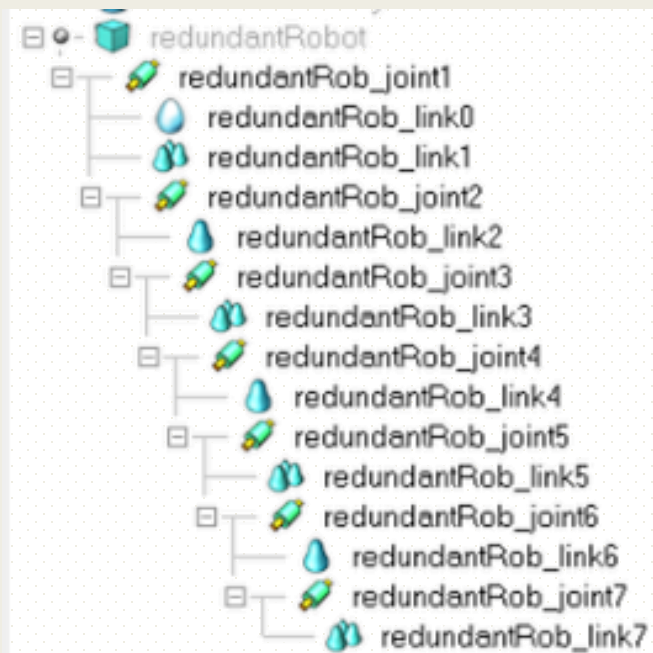 redundantRobot
redundantRob_joint1
redundantRob_link0
redundantRob_link1
redundantRob_joint2
redundantRob_link2
redundantRob_joint3
redundantRob_link3
redundantRob_joint4
redundantRob_link4
redundantRob_joint5
redundantRob_link5
redundantRob_joint6
redundantRob_link6
redundantRob_joint7
redundantRob_link7